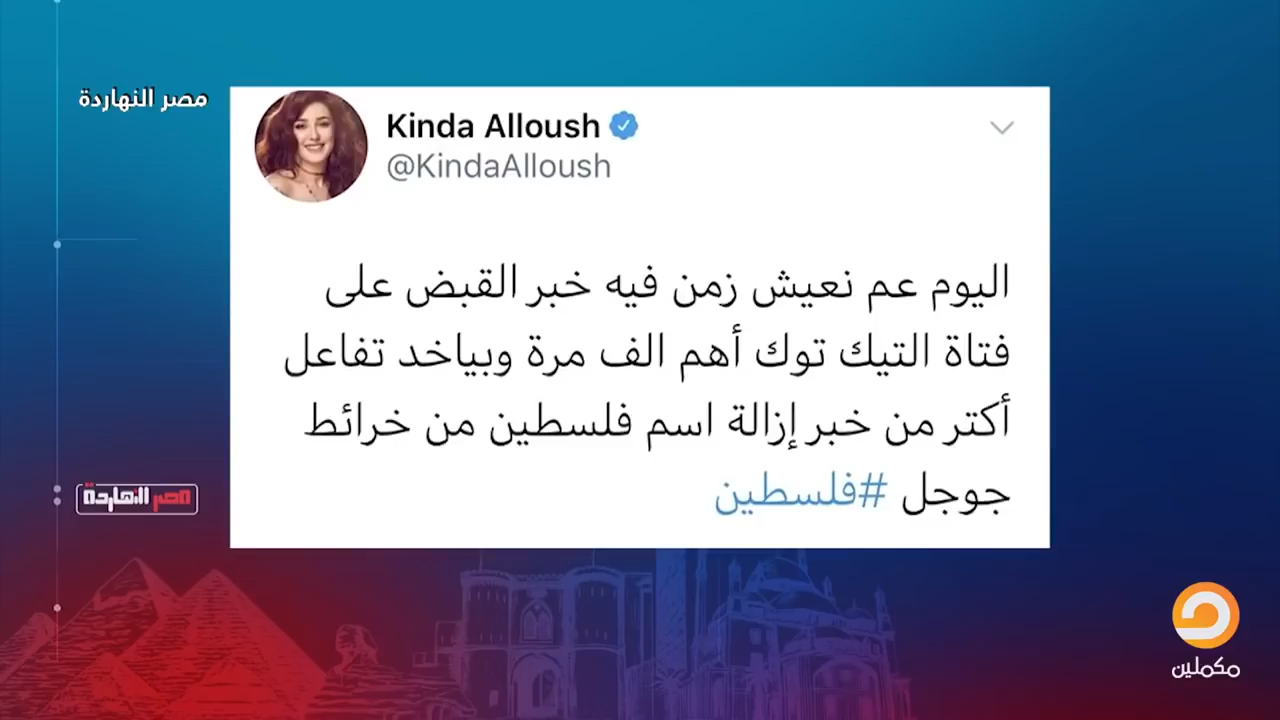 مصر النهاردة
Kinda Alloush
@KindaAlloush
اليوم عم نعيش زمن فيه خبر القبض على
فتاة التيك توك أهم الف مرة وبياخد تفاعل
أكتر من خبر إزالة اسم فلسطين من خرائط
جوجل #فلسطين
مصر النهاردة
مكملين